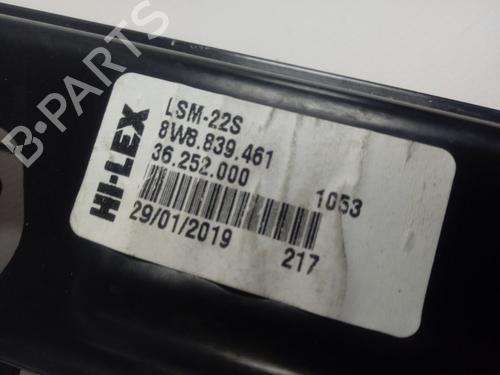 B-PARTS
HI-LEX
LSM-22S
8W8.839.461
36.252.000
1053
29/01/2019
217